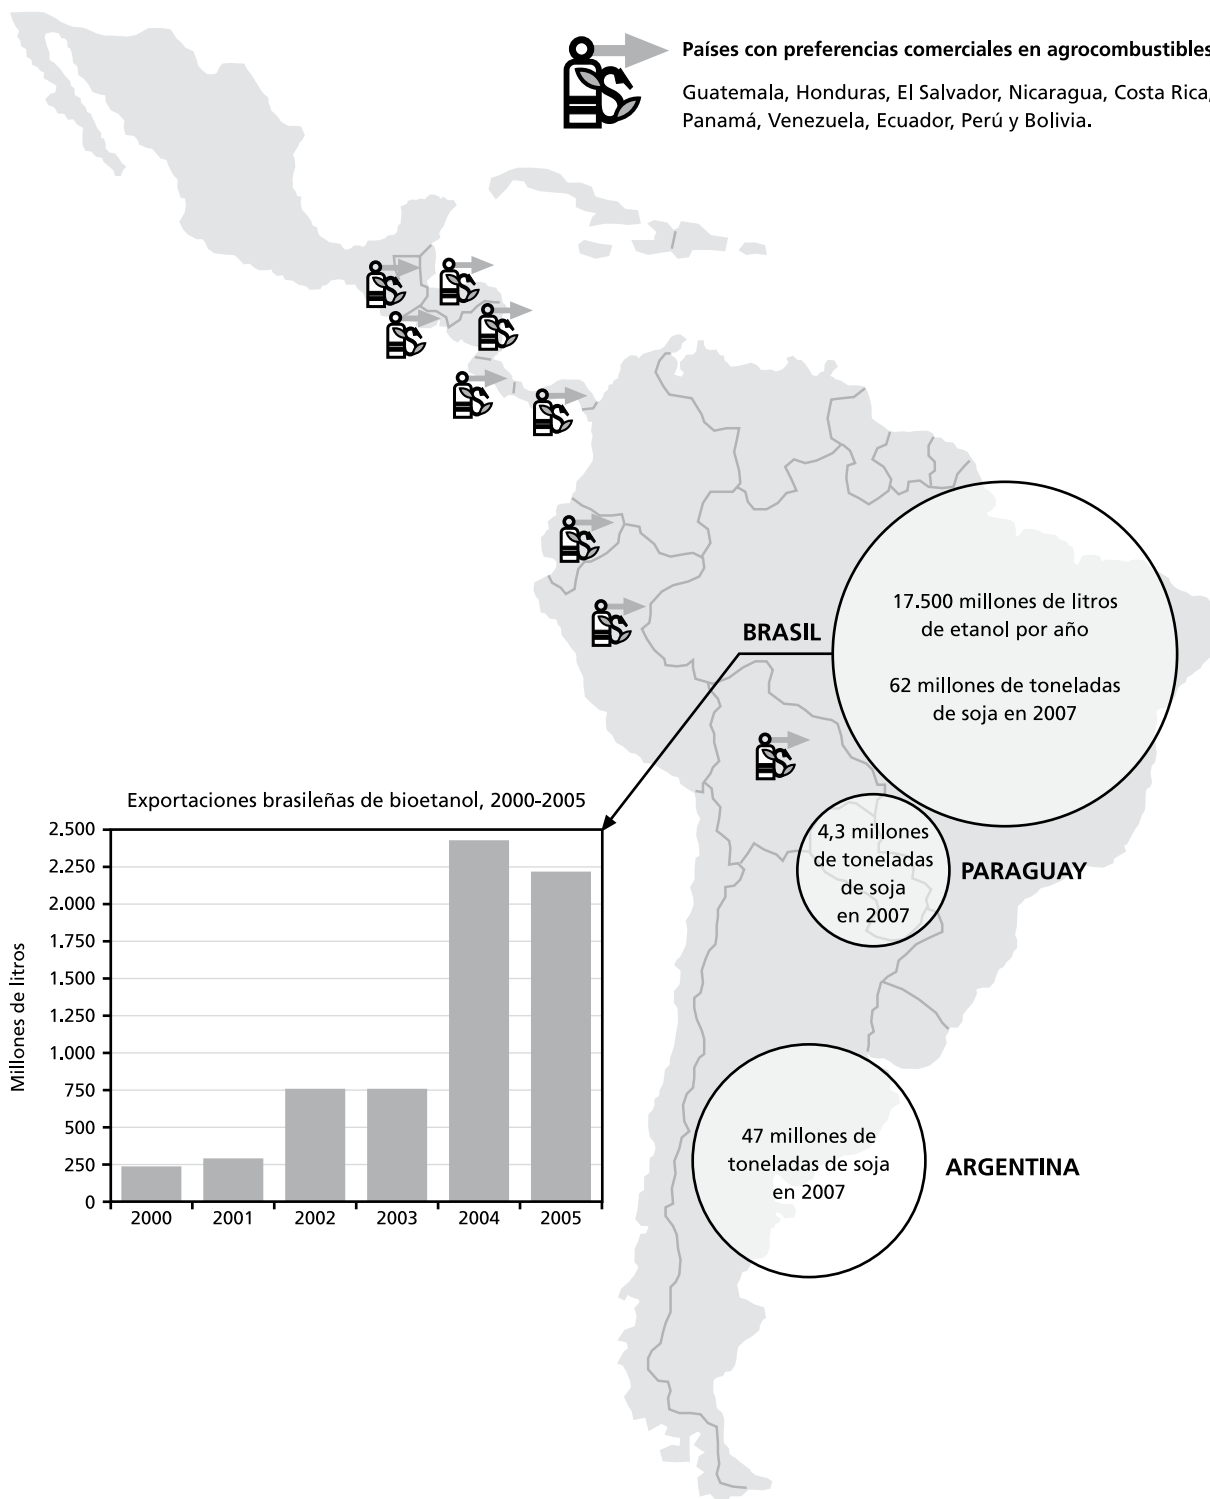 Países con preferencias comerciales en agrocombustibles
Guatemala, Honduras, El Salvador, Nicaragua, Costa Rica,
Panamá, Venezuela, Ecuador, Perú y Bolivia.
17.500 millones de litros
de etanol por año
62 millones de toneladas
de soja en 2007
BRASIL
4,3 millones
de toneladas
de soja
en 2007
PARAGUAY
47 millones de
toneladas de soja
en 2007
ARGENTINA
Exportaciones brasileñas de bioetanol, 2000-2005
Millones de litros
2.500
2.250
2.000
1.750
1.500
1.250
1.000
750
500
250
0
2000 2001 2002 2003 2004 2005